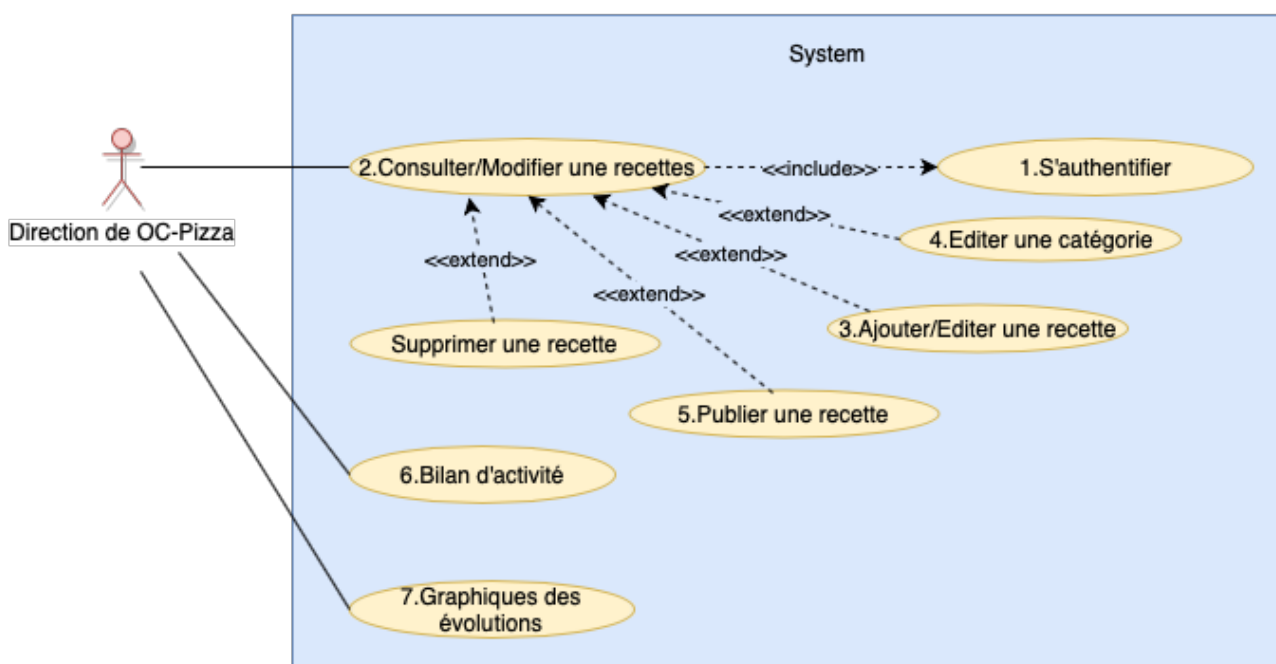 System
2.Consulter/Modifier une recettes
<<include>>
1.S'authentifier
<<extend>>
Direction de OC-Pizza
4.Editer une catégorie
<<extend>>
<<extend>>
<<extend>>
3.Ajouter/Editer une recette
Supprimer une recette
5.Publier une recette
6.Bilan d'activité
7.Graphiques des
évolutions